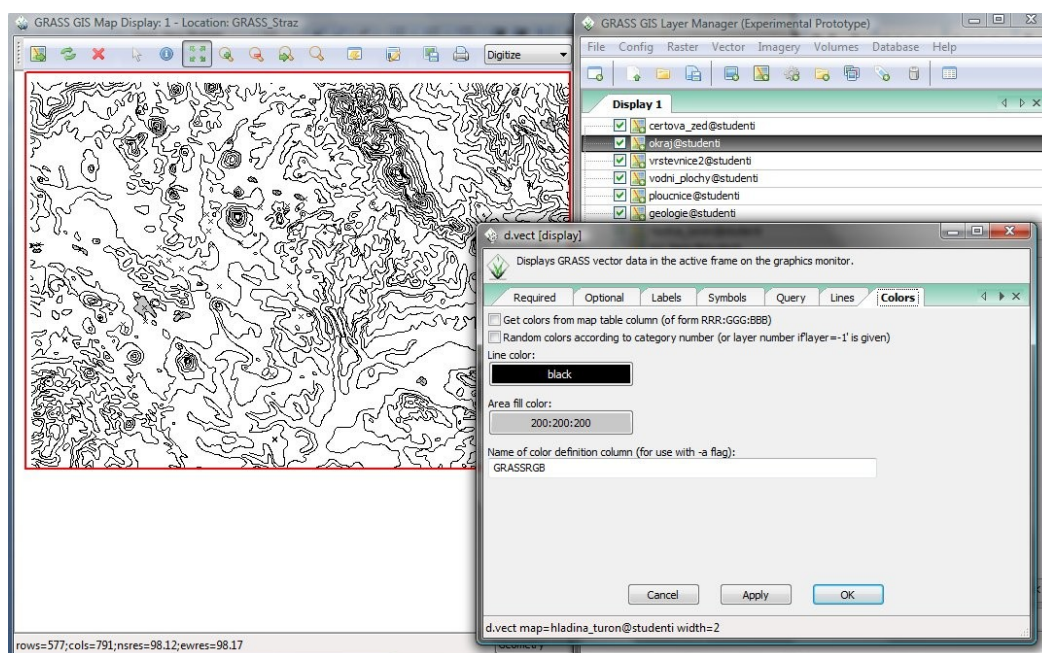 GRASS GIS Map Display: 1 - Location: GRASS_Straz
Digitize
rows=577;cols=791;nsres=98.12;ewres=98.17
GRASS GIS Layer Manager (Experimental Prototype)
File Config Raster Vector Imagery Volumes Database Help
Display 1
certova_zed@studenti
okraj@studenti
vrstevnice2@studenti
vodni_plochy@studenti
ploucnice@studenti
geologie@studenti
d.vect [display]
Displays GRASS vector data in the active frame on the graphics monitor.
Required Optional Labels Symbols Query Lines Colors
Get colors from map table column (of form RRR:GGG:BBB)
Random colors according to category number (or layer number if'layer=-1' is given)
Line color:
black
Area fill color:
200:200:200
Name of color definition column (for use with -a flag):
GRASSRGB
Cancel Apply OK
d.vect map=hladina_turon@studenti width=2